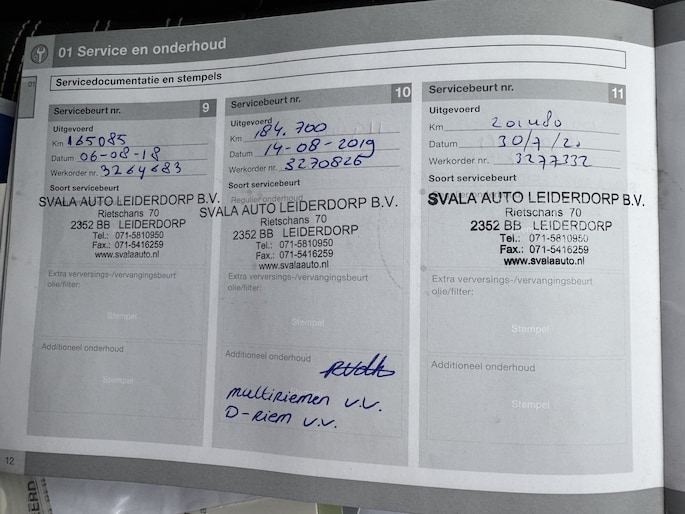 01 Service en onderhoud
01
Servicedocumentatie en stempels
Servicebeurt nr. 9
Uitgevoerd
Km 165085
Datum 06-08-18
Werkorder nr. 3264683
Soort servicebeurt
SVALA AUTO LEIDERDORP B.V.
Rietschans 70
2352 BB LEIDERDORP
Tel.: 071-5810950
Fax.: 071-5416259
www.svalaauto.nl
Extra verversings-/vervangingsbeurt
olie/filter:
Stempel
Additioneel onderhoud
Stempel
Servicebeurt nr. 10
Uitgevoerd
Km 184.700
Datum 14-08-2019
Werkorder nr. 3270826
Soort servicebeurt
Regulier onderhoud
SVALA AUTO LEIDERDORP B.V.
Rietschans 70
2352 BB LEIDERDORP
Tel.: 071-5810950
Fax.: 071-5416259
www.svalaauto.nl
Extra verversings-/vervangingsbeurt
olie/filter:
Stempel
Additioneel onderhoud
multiriemen v.v.
D-riem v.v.
Servicebeurt nr. 11
Uitgevoerd
Km 201480
Datum 30/7/20
Werkorder nr. 3277332
Soort servicebeurt
SVALA AUTO LEIDERDORP B.V.
Rietschans 70
2352 BB LEIDERDORP
Tel.: 071-5810950
Fax.: 071-5416259
www.svalaauto.nl
Extra verversings-/vervangingsbeurt
olie/filter:
Stempel
Additioneel onderhoud
Stempel
12